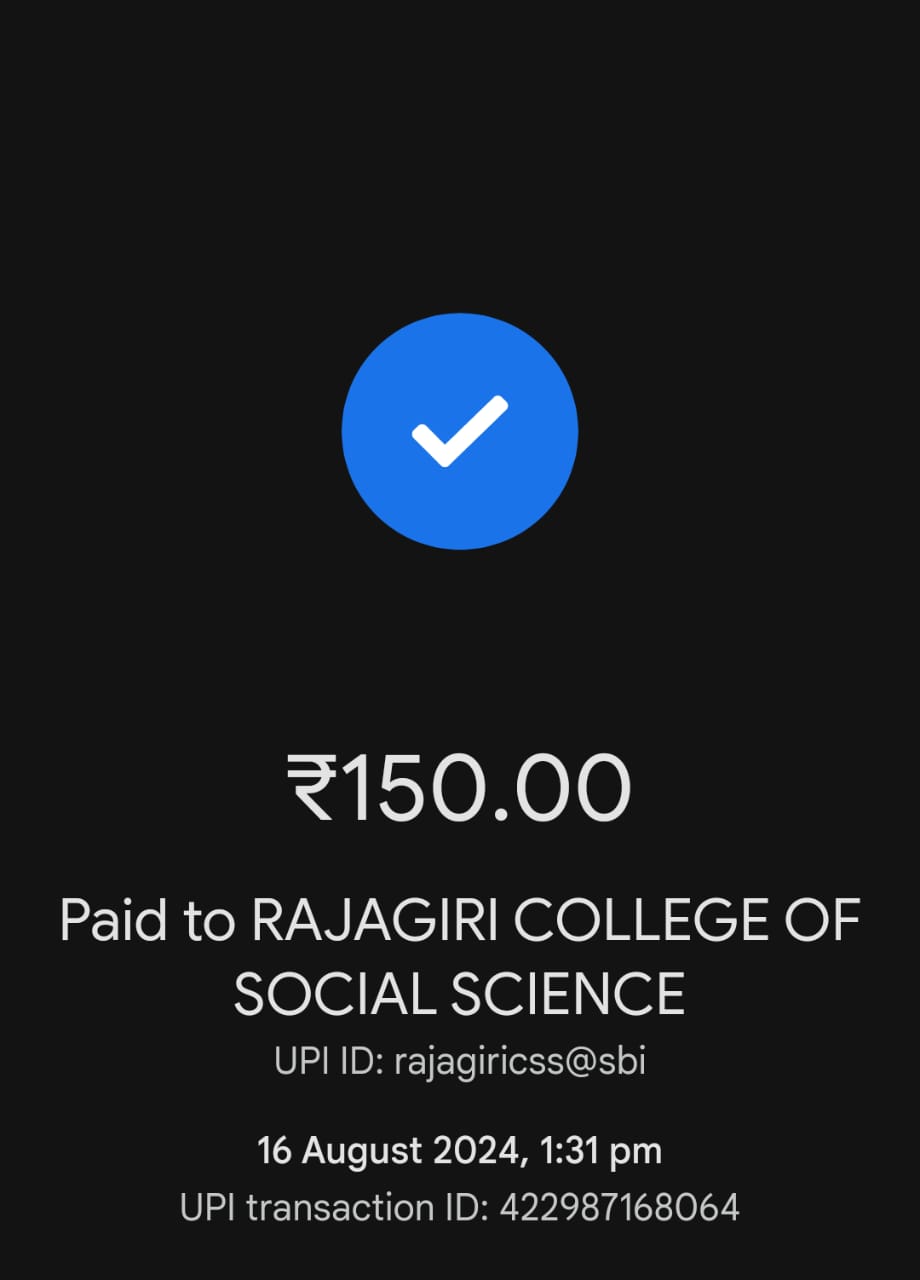 ₹150.00
Paid to RAJAGIRI COLLEGE OF
SOCIAL SCIENCE
UPI ID: rajagiricss@sbi
16 August 2024, 1:31 pm
UPI transaction ID: 422987168064